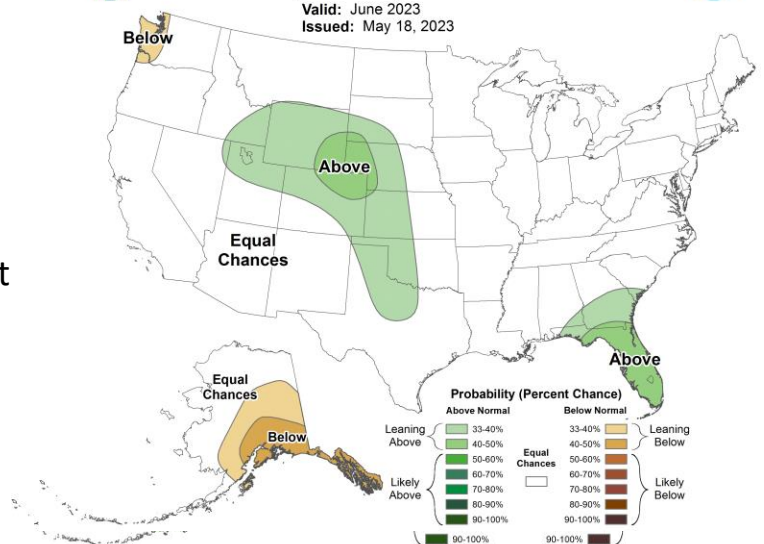 Valid: June 2023
Issued: May 18, 2023
Below
Above
Equal
Chances
t
Above
Equal
Chances
Below
Probability (Percent Chance)
Above Normal
Below Normal
Leaning
Above
33-40%
40-50%
Likely
Above
50-60%
60-70%
70-80%
80-90%
90-100%
Equal
Chances
33-40%
40-50%
Leaning
Below
50-60%
60-70%
70-80%
80-90%
90-100%
Likely
Below
90-100%
90-100%